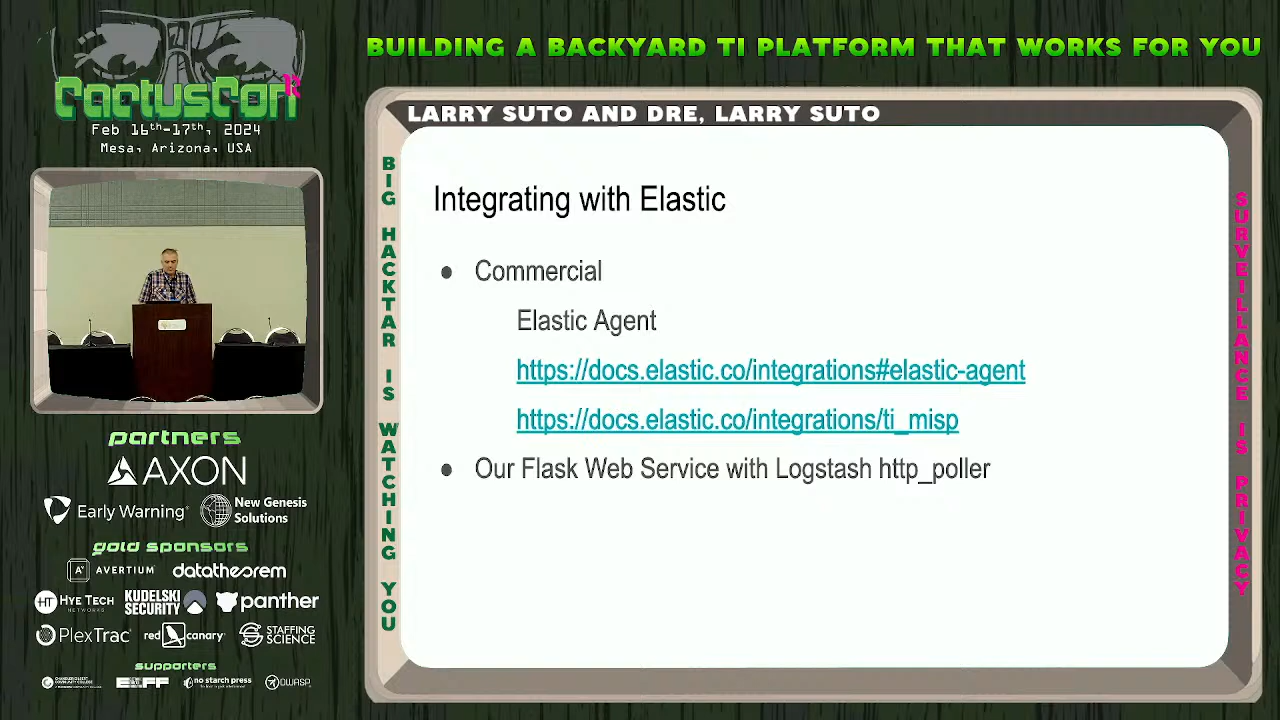 BUILDING A BACKYARD TI PLATFORM THAT WORKS FOR YOU
CactusCon
12
Feb 16th-17th, 2024
Mesa, Arizona, USA
LARRY SUTO AND DRE, LARRY SUTO
BIG HACKTAR IS WATCHING YOU
Integrating with Elastic
● Commercial
Elastic Agent
https://docs.elastic.co/integrations#elastic-agent
https://docs.elastic.co/integrations/ti_misp
● Our Flask Web Service with Logstash http_poller
SURVEILLANCE IS PRIVACY
partners
AXON
Early Warning
New Genesis
Solutions
gold sponsors
AVERTIUM
datatheorem
HT HYE TECH
NETWORKS
KUDELSKI
SECURITY
panther
PlexTrac
red canary
STAFFING
SCIENCE
supporters
EFF
no starch press
OWASP